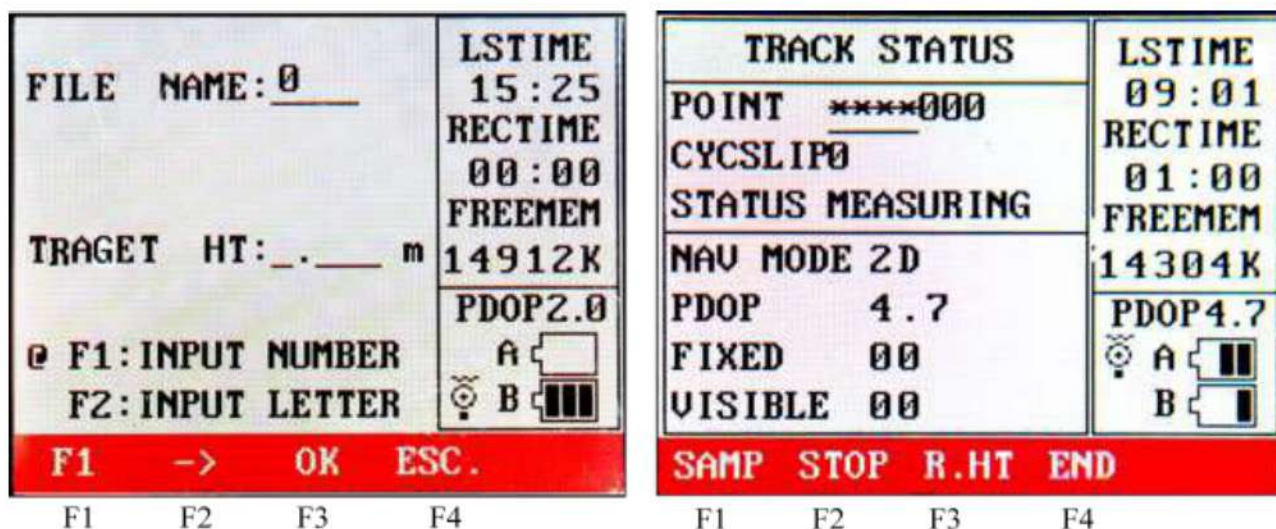 FILE NAME:0
TRAGET HT:_.___ m
@ F1:INPUT NUMBER
F2:INPUT LETTER
LSTIME
15:25
RECTIME
00:00
FREEMEM
14912K
PDOP2.0
A
B
F1 -> OK ESC.
F1 F2 F3 F4
TRACK STATUS
POINT ****000
CYCSLIP0
STATUS MEASURING
NAV MODE 2D
PDOP 4.7
FIXED 00
VISIBLE 00
LSTIME
09:01
RECTIME
01:00
FREEMEM
14304K
PDOP4.7
A
B
SAMP STOP R.HT END
F1 F2 F3 F4